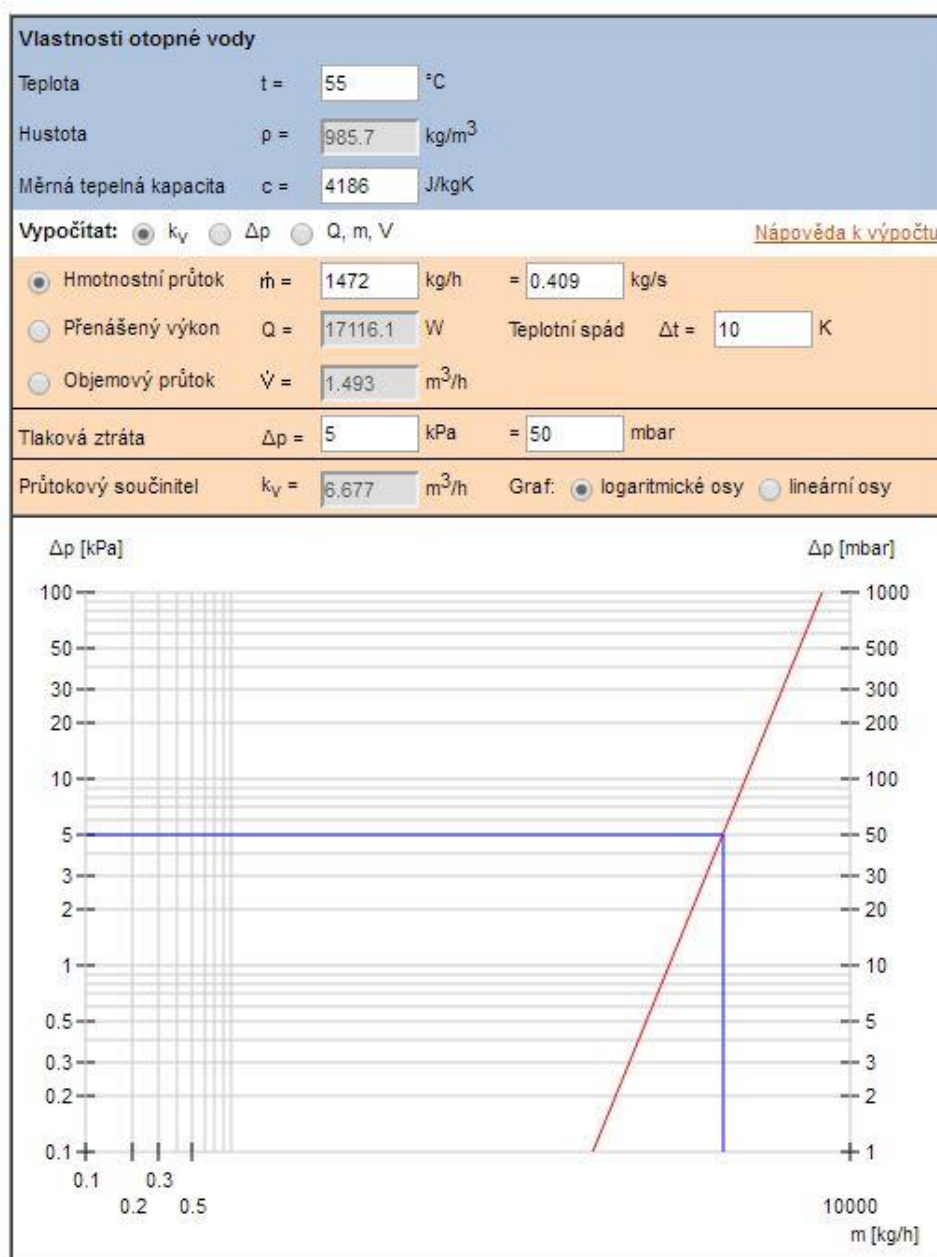 Vlastnosti otopné vody
Teplota t = 55 °C
Hustota ρ = 985.7 kg/m³
Měrná tepelná kapacita c = 4186 J/kgK
Vypočítat: kV Δp Q, m, V Nápověda k výpočtu
Hmotnostní průtok ṁ = 1472 kg/h = 0.409 kg/s
Přenášený výkon Q = 17116.1 W Teplotní spád Δt = 10 K
Objemový průtok V̇ = 1.493 m³/h
Tlaková ztráta Δp = 5 kPa = 50 mbar
Průtokový součinitel kV = 6.677 m³/h Graf: logaritmické osy lineární osy
Δp [kPa] Δp [mbar]
100 1000
50 500
30 300
20 200
10 100
5 50
3 30
2 20
1 10
0.5 5
0.3 3
0.2 2
0.1 1
0.1 0.3
0.2 0.5 10000
m [kg/h]